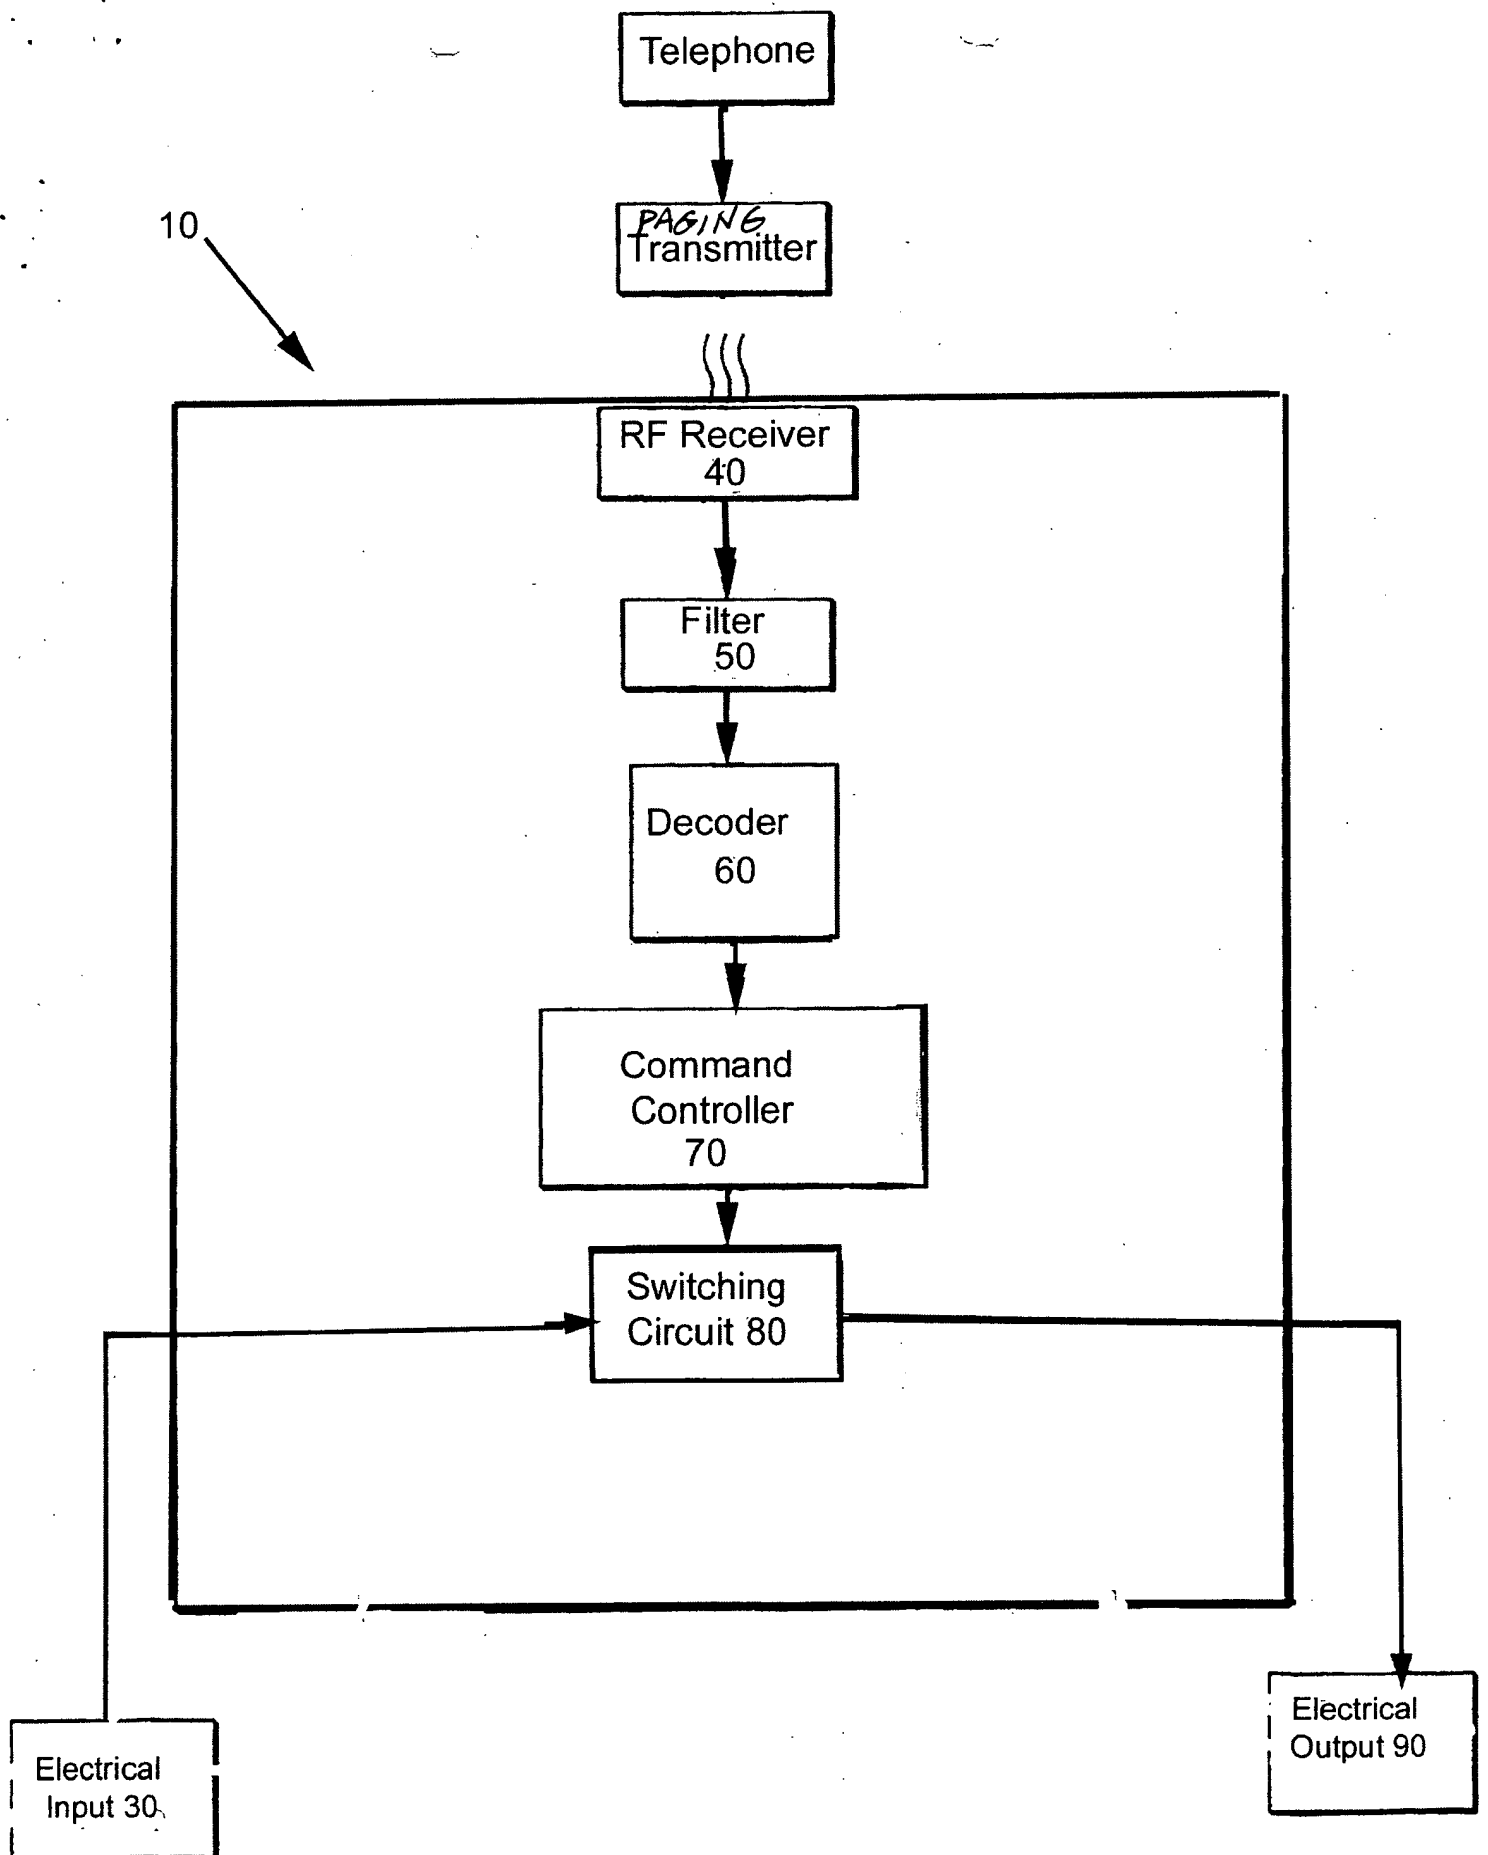 Telephone
10
PAGING
Transmitter
RF Receiver
40
Filter
50
Decoder
60
Command
Controller
70
Switching
Circuit 80
Electrical
Output 90
Electrical
Input 30